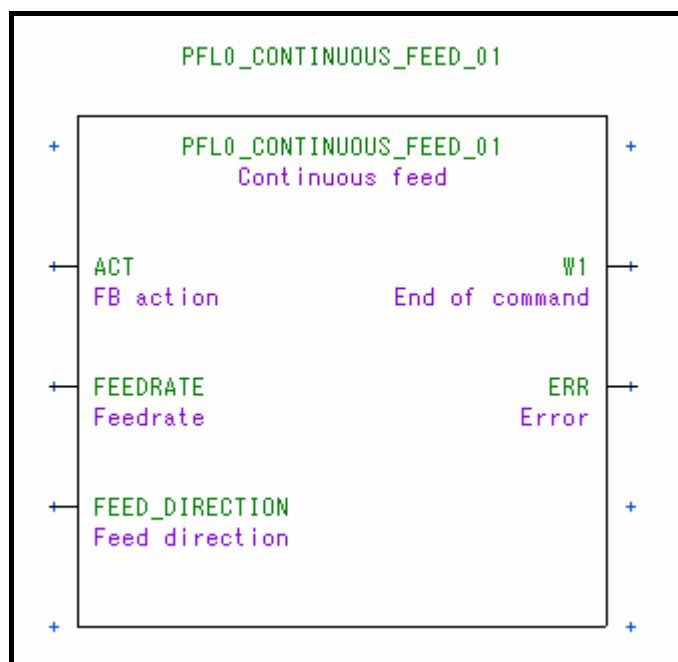 PFL0_CONTINUOUS_FEED_01
PFL0_CONTINUOUS_FEED_01
Continuous feed
ACT W1
FB action End of command
FEEDRATE ERR
Feedrate Error
FEED_DIRECTION
Feed direction